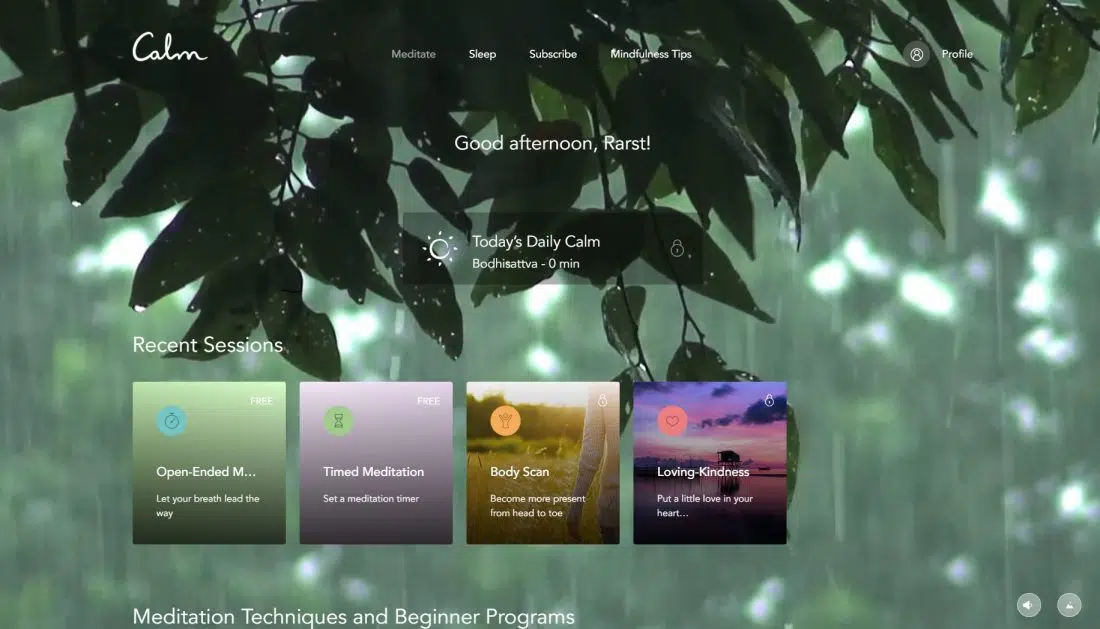 Calm
Meditate
Sleep
Subscribe
Mindfulness Tips
Profile
Good afternoon, Rarst!
Today's Daily Calm
Bodhisattva - 0 min
Recent Sessions
FREE
Open-Ended M...
Let your breath lead the
way
FREE
Timed Meditation
Set a meditation timer
Body Scan
Become more present
from head to toe
Loving-Kindness
Put a little love in your
heart...
Meditation Techniques and Beginner Programs